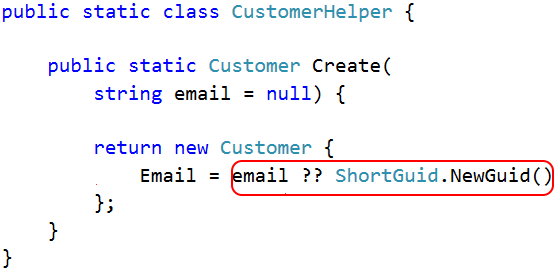 public static class CustomerHelper {
public static Customer Create(
string email = null) {
return new Customer {
Email = email ?? ShortGuid.NewGuid()
};
}
}